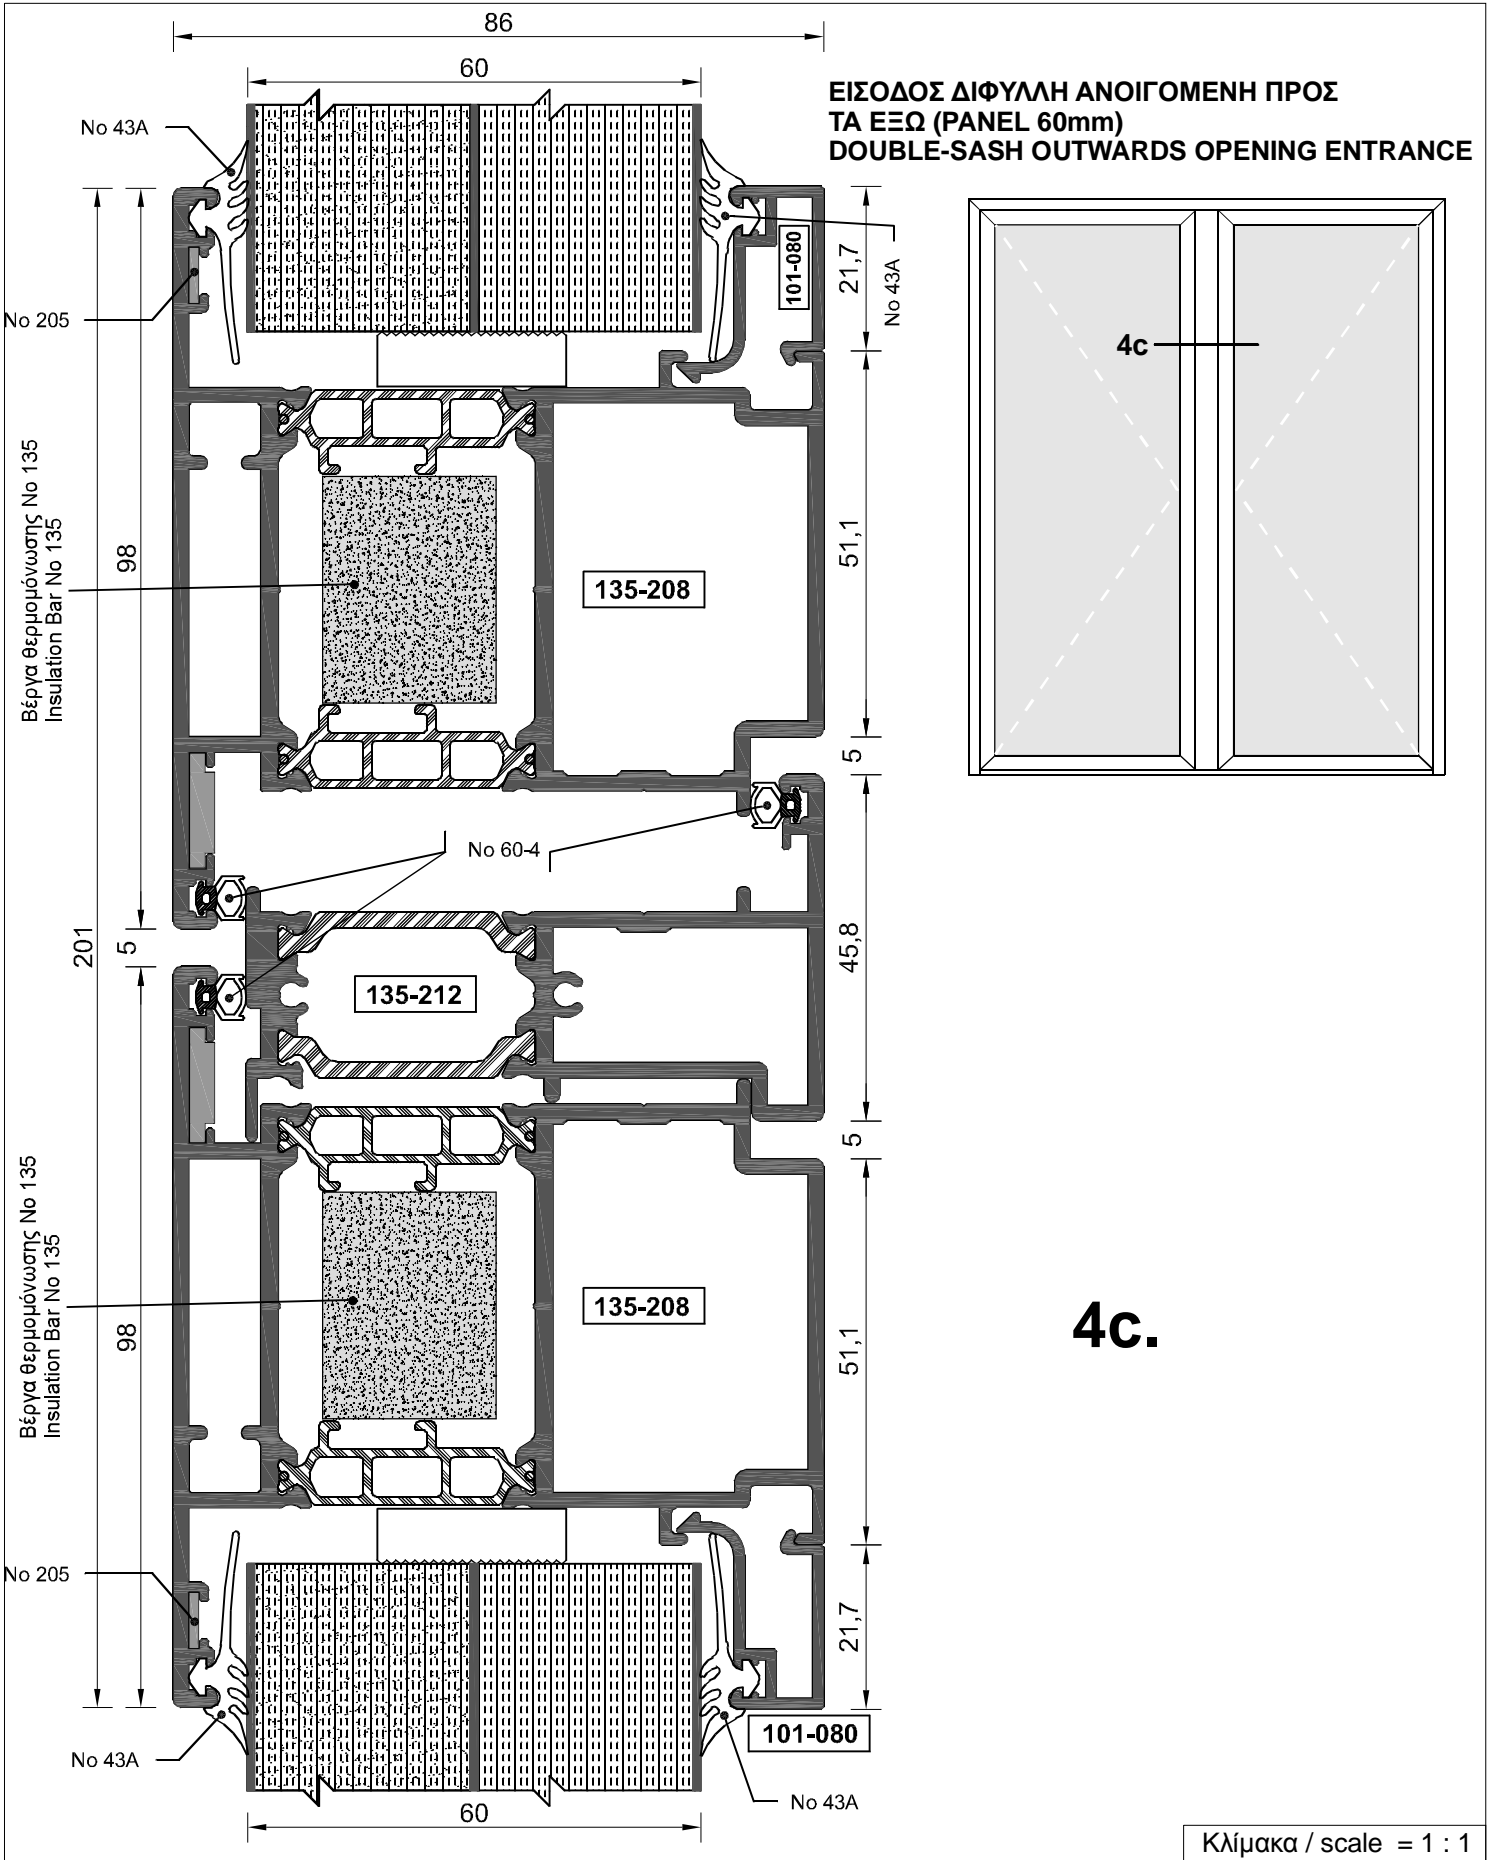 86
60
ΕΙΣΟΔΟΣ ΔΙΦΥΛΛΗ ΑΝΟΙΓΟΜΕΝΗ ΠΡΟΣ
ΤΑ ΕΞΩ (PANEL 60mm)
DOUBLE-SASH OUTWARDS OPENING ENTRANCE
No 43A
101-080
21,7
No 43A
No 205
4c
Βέργα θερμομόνωσης No 135
Insulation Bar No 135
98
135-208
51,1
5
No 60-4
201
5
45,8
135-212
5
Βέργα θερμομόνωσης No 135
Insulation Bar No 135
98
135-208
51,1
4c.
No 205
21,7
No 43A
101-080
No 43A
60
Κλίμακα / scale = 1 : 1